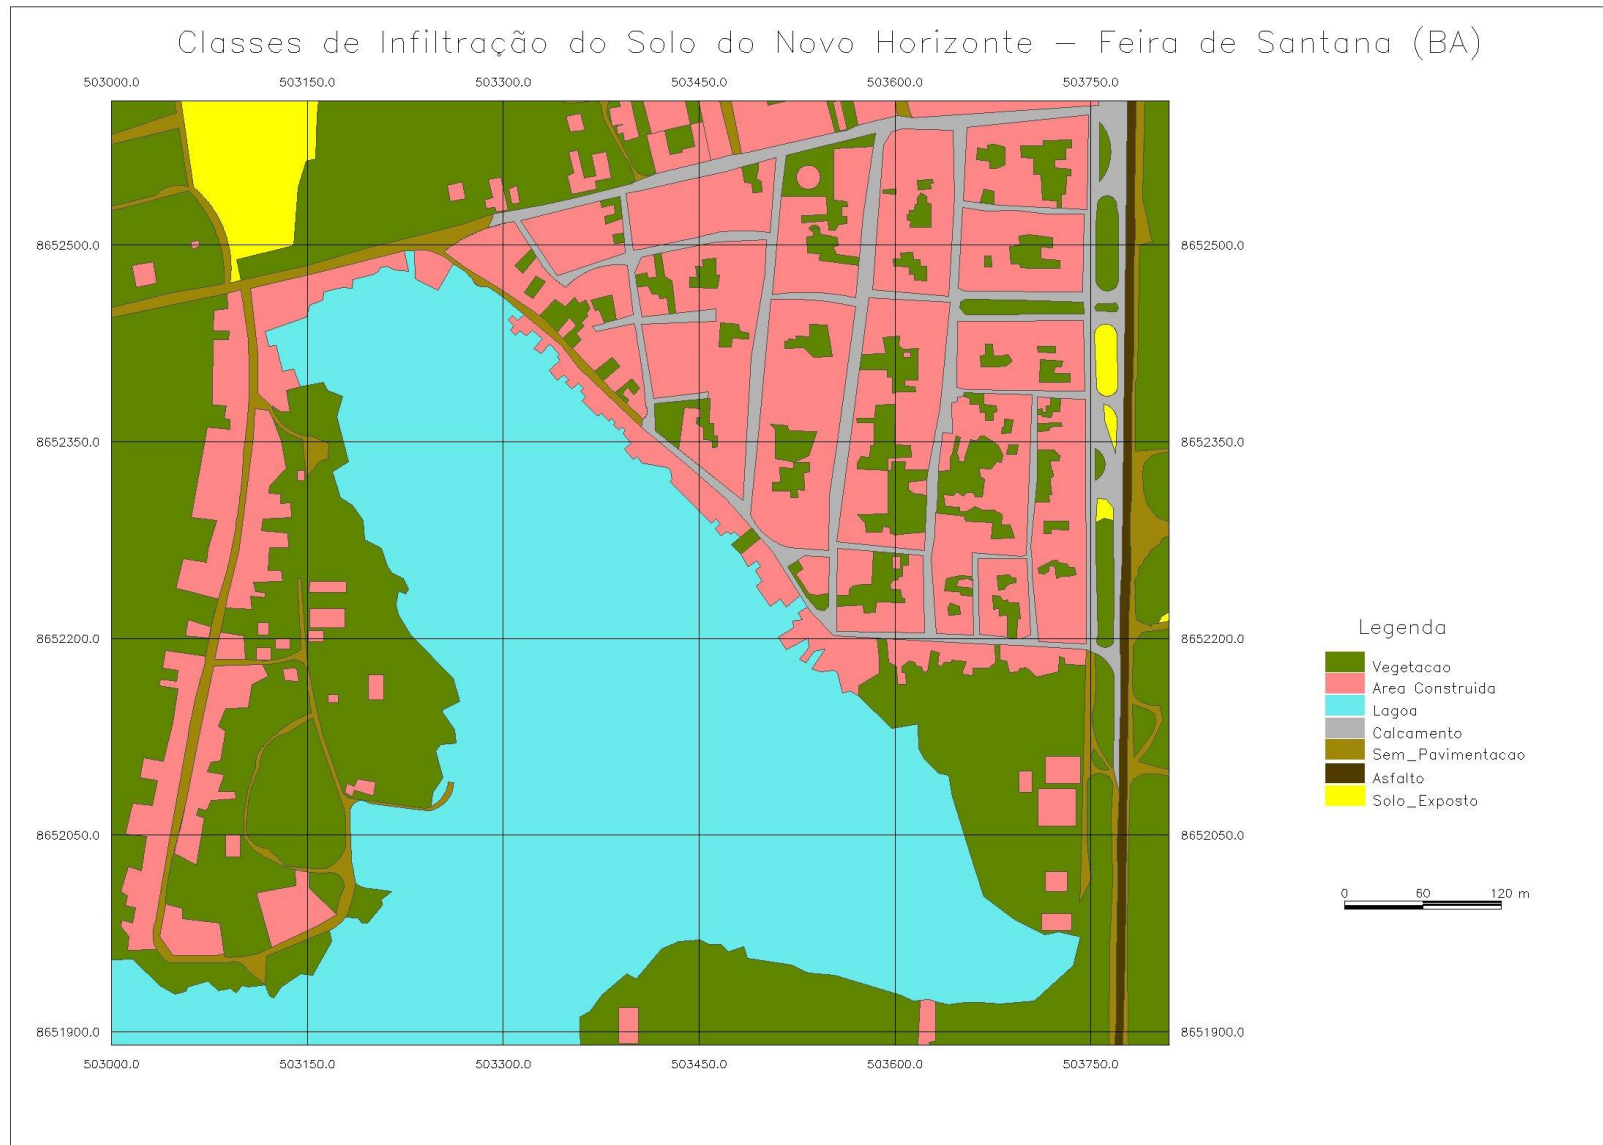 Classes de Infiltração do Solo do Novo Horizonte – Feira de Santana (BA)
503000.0 503150.0 503300.0 503450.0 503600.0 503750.0
8652500.0 8652500.0
8652350.0 8652350.0
8652200.0 8652200.0
8652050.0 8652050.0
8651900.0 8651900.0
503000.0 503150.0 503300.0 503450.0 503600.0 503750.0
Legenda
Vegetacao
Area Construida
Lagoa
Calcamento
Sem_Pavimentacao
Asfalto
Solo_Exposto
0 60 120 m